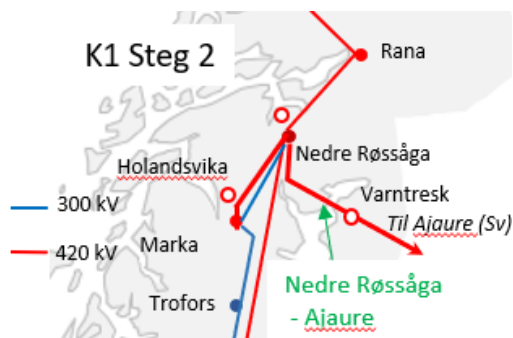 K1 Steg 2
Rana
Nedre Røssåga
Holandsvika
Varntresk
300 kV
Til Ajaure (Sv)
Marka
420 kV
Nedre Røssåga
- Ajaure
Trofors